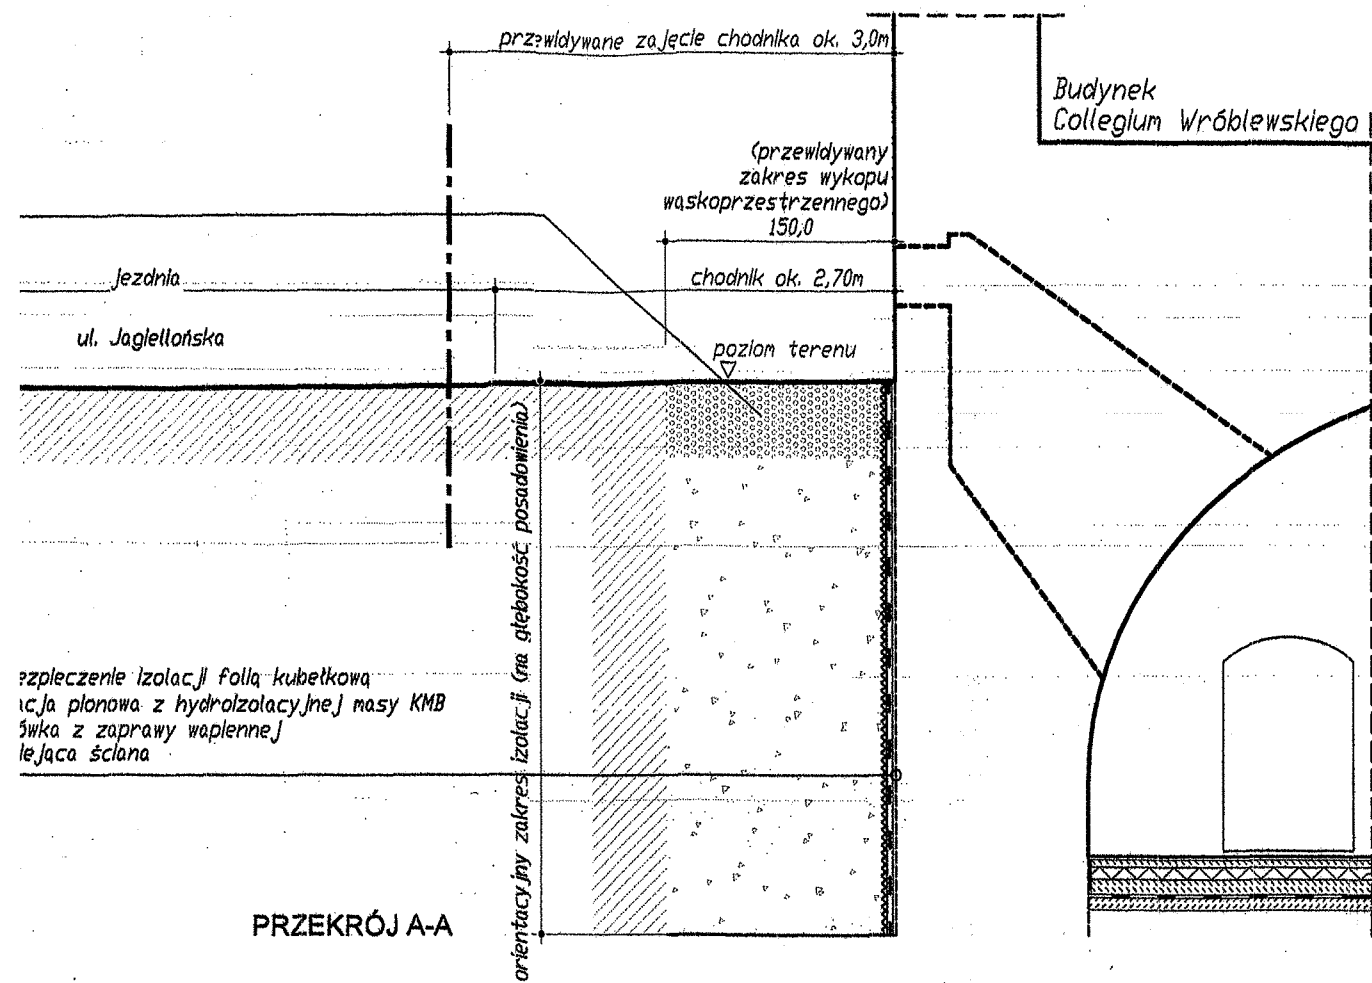 przewidywane zajęcie chodnika ok. 3,0m
Budynek
Collegium Wróblewskiego
(przewidywany
zakres wykopu
wąskoprzestrzennego)
150,0
jezdnia
chodnik ok. 2,70m
ul. Jagiellońska
poziom terenu
orientacyjny zakres izolacji (na głębokość posadowienia)
ezpieczenie izolacji folią kubełkową
acja pionowa z hydroizolacyjnej masy KMB
ówka z zaprawy wapiennej
iejąca ściana
PRZEKRÓJ A-A